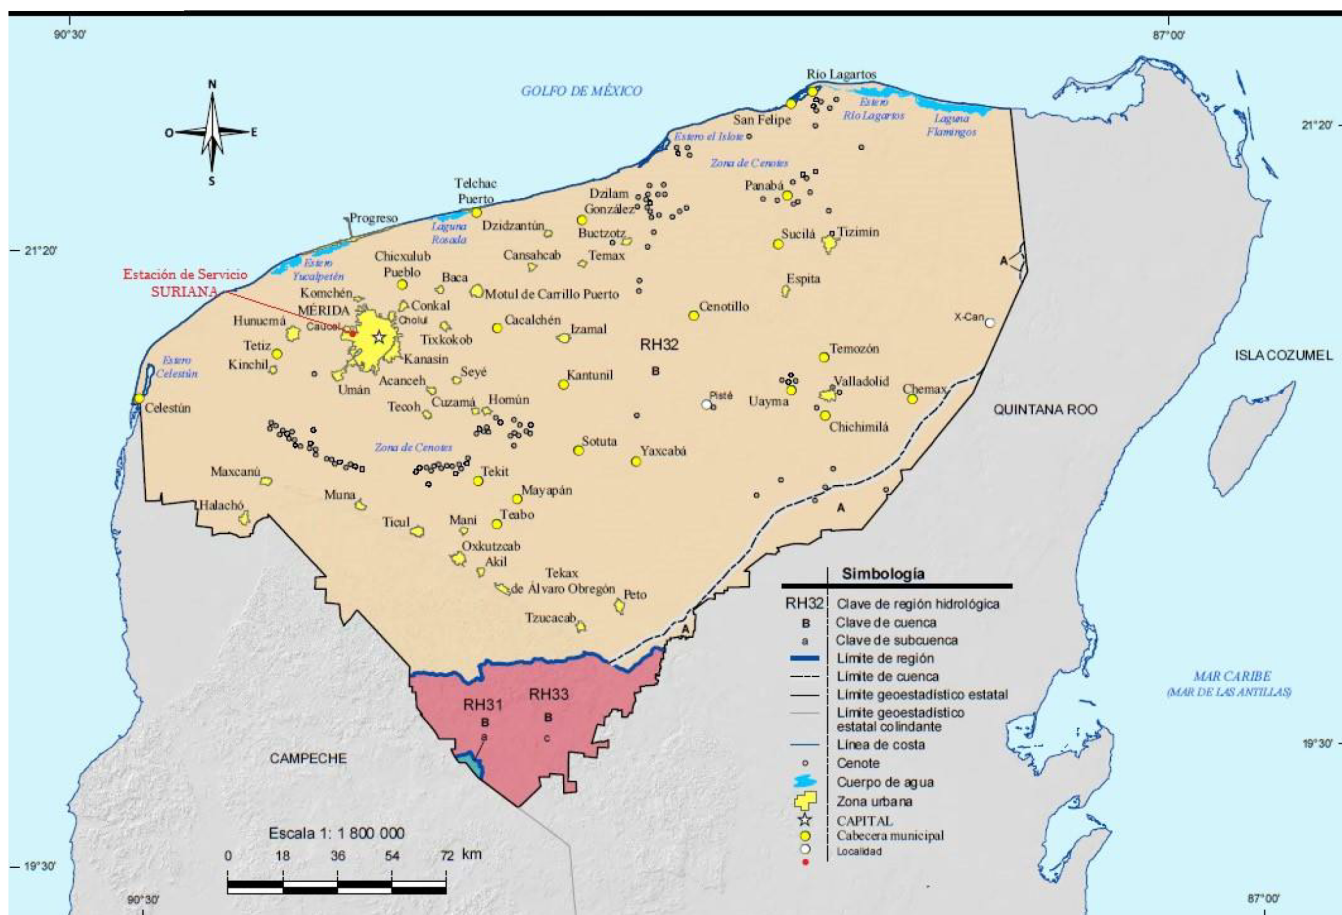 90°30'
87°00'
N
O
E
S
GOLFO DE MÉXICO
Río Lagartos
San Felipe
Estero
Río Lagartos
Laguna
Flamingos
21°20'
Estero el Islote
Zona de Cenotes
Telchac
Puerto
Dzilam
González
Panabá
Progreso
Laguna
Rosada
Dzidzantún
Buctzotz
Sucilá
Tizimín
21°20'
Estero
Yucalpetén
Chicxulub
Pueblo
Cansahcab
Temax
A
Estación de Servicio
SURIANA
Komchén
Baca
Motul de Carrillo Puerto
Espita
MÉRIDA
Conkal
Cholul
Hunucmá
Caucel
Cacalchén
Izamal
Cenotillo
X-Can
Tixkokob
RH32
B
Tetiz
Kinchil
Kanasín
Temozón
ISLA COZUMEL
Estero
Celestún
Umán
Acanceh
Seyé
Kantunil
Valladolid
Chemax
Celestún
Tecoh
Cuzamá
Homún
Pisté
Uayma
QUINTANA ROO
Chichimilá
Zona de Cenotes
Sotuta
Yaxcabá
Maxcanú
Tekit
Halachó
Muna
Mayapán
Ticul
Maní
Teabo
A
Oxkutzcab
Akil
Tekax
de Álvaro Obregón
Peto
Tzucacab
A
Simbología
RH32 Clave de región hidrológica
B Clave de cuenca
a Clave de subcuenca
Límite de región
Límite de cuenca
Límite geoestadístico estatal
Límite geoestadístico
estatal colindante
Línea de costa
Cenote
Cuerpo de agua
Zona urbana
CAPITAL
Cabecera municipal
Localidad
RH31
B
a
RH33
B
c
MAR CARIBE
(MAR DE LAS ANTILLAS)
19°30'
CAMPECHE
Escala 1: 1 800 000
0 18 36 54 72 km
19°30'
90°30'
87°00'